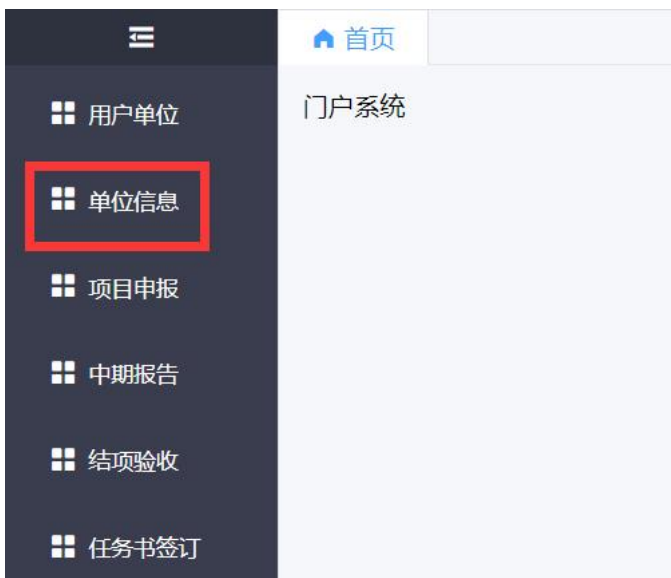 首页
用户单位
门户系统
单位信息
项目申报
中期报告
结项验收
任务书签订